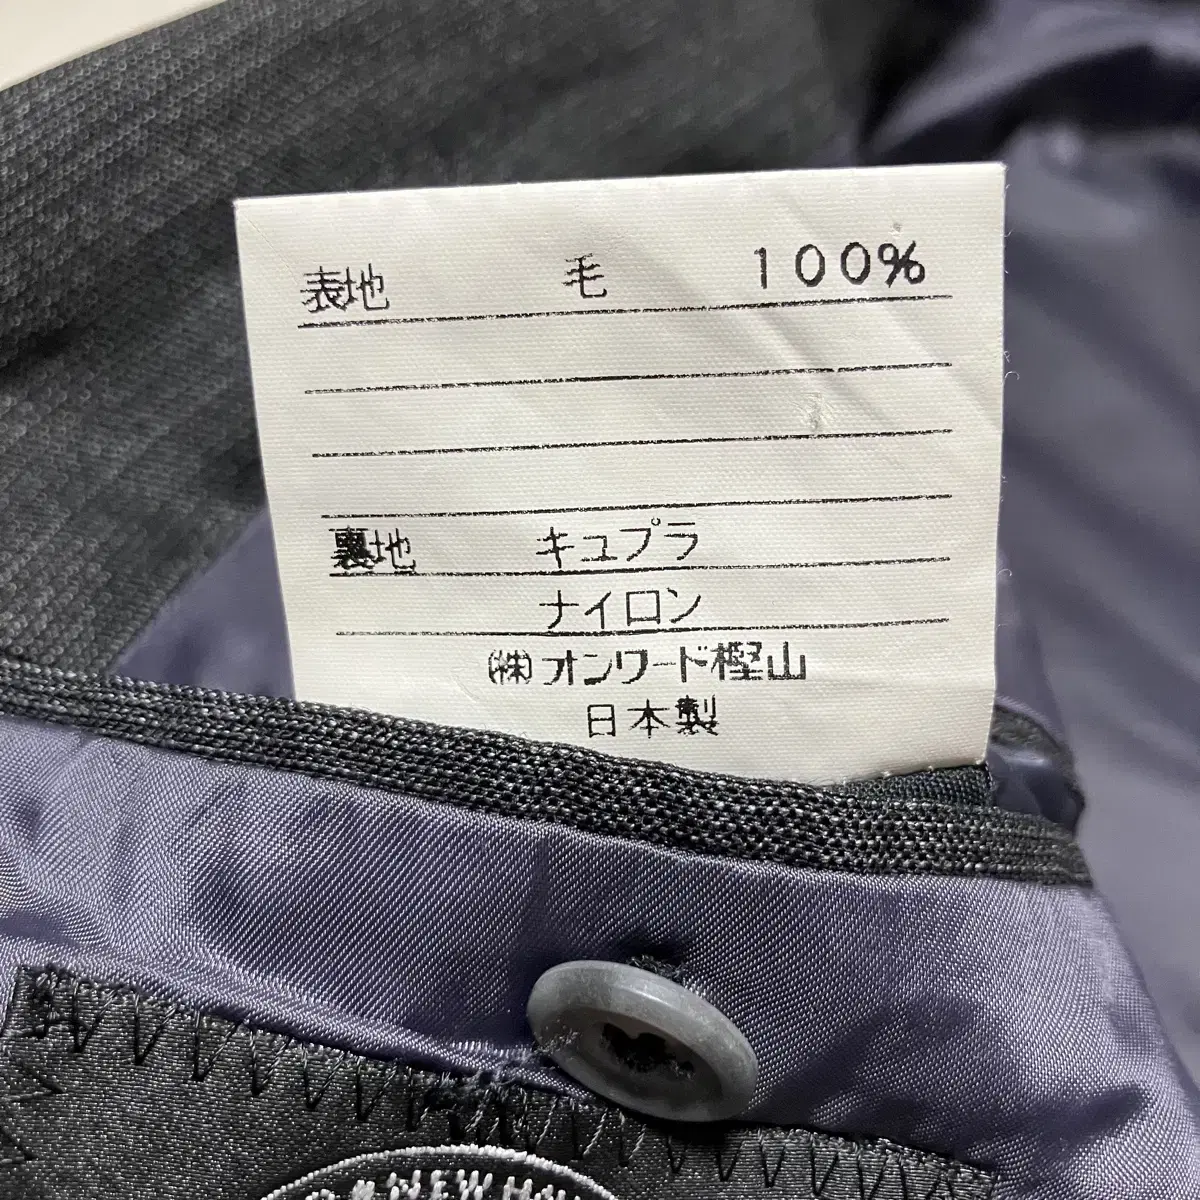 表地 毛 100%
裏地 キュプラ
ナイロン
(株)オンワード樫山
日本製
NEW